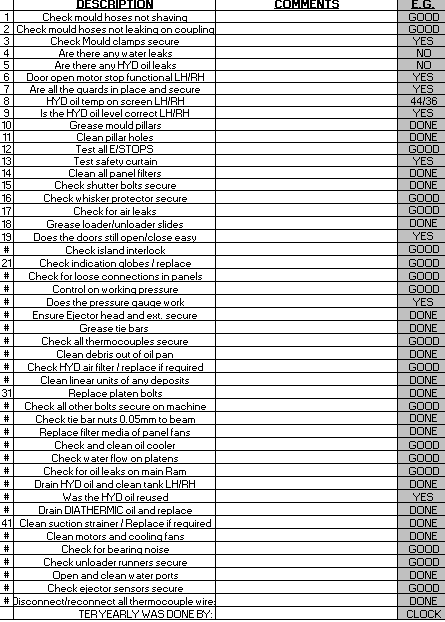 DESCRIPTION COMMENTS E.G.
1 Check mould hoses not shaving GOOD
2 Check mould hoses not leaking on coupling GOOD
3 Check Mould clamps secure YES
4 Are there any water leaks NO
5 Are there any HYD oil leaks NO
6 Door open motor stop functional LH/RH YES
7 Are all the guards in place and secure YES
8 HYD oil temp on screen LH/RH 44/36
9 Is the HYD oil level correct LH/RH YES
10 Grease mould pillars DONE
11 Clean pillar holes DONE
12 Test all E/STOPS GOOD
13 Test safety curtain YES
14 Clean all panel filters DONE
15 Check shutter bolts secure DONE
16 Check whisker protector secure GOOD
17 Check for air leaks GOOD
18 Grease loader/unloader slides DONE
19 Does the doors still open/close easy YES
# Check island interlock GOOD
21 Check indication globes / replace GOOD
# Check for loose connections in panels GOOD
# Control on working pressure GOOD
# Does the pressure gauge work YES
# Ensure Ejector head and ext. secure DONE
# Grease tie bars DONE
# Check all thermocouples secure GOOD
# Clean debris out of oil pan DONE
# Check HYD air filter / replace if required GOOD
# Clean linear units of any deposits DONE
31 Replace platen bolts DONE
# Check all other bolts secure on machine GOOD
# Check tie bar nuts 0.05mm to beam DONE
# Replace filter media of panel fans DONE
# Check and clean oil cooler GOOD
# Check water flow on platens GOOD
# Check for oil leaks on main Ram GOOD
# Drain HYD oil and clean tank LH/RH DONE
# Was the HYD oil reused YES
# Drain DIATHERMIC oil and replace DONE
41 Clean suction strainer / Replace if required DONE
# Clean motors and cooling fans DONE
# Check for bearing noise GOOD
# Check unloader runners secure GOOD
# Open and clean water ports DONE
# Check ejector sensors secure GOOD
# Disconnect/reconnect all thermocouple wires DONE
TERYEARLY WAS DONE BY: CLOCK